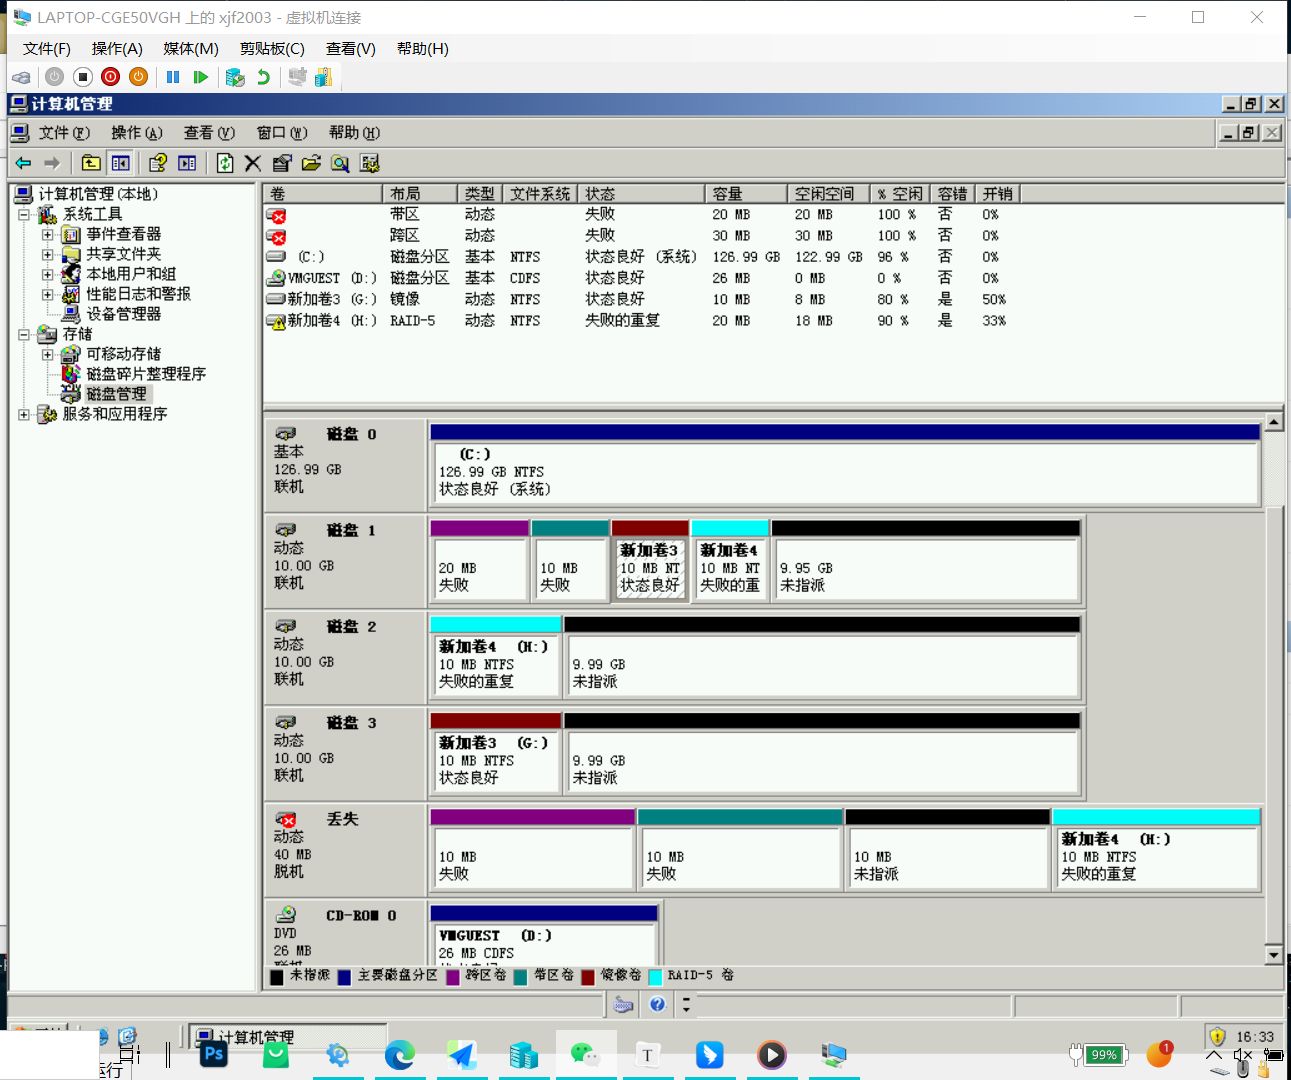 LAPTOP-CGE50VGH 上的 xjf2003 - 虚拟机连接
文件(F) 操作(A) 媒体(M) 剪贴板(C) 查看(V) 帮助(H)
计算机管理
文件(F) 操作(A) 查看(V) 窗口(W) 帮助(H)
计算机管理(本地)
系统工具
事件查看器
共享文件夹
本地用户和组
性能日志和警报
设备管理器
存储
可移动存储
磁盘碎片整理程序
磁盘管理
服务和应用程序
卷 布局 类型 文件系统 状态 容量 空闲空间 % 空闲 容错 开销
带区 动态 失败 20 MB 20 MB 100 % 否 0%
跨区 动态 失败 30 MB 30 MB 100 % 否 0%
(C:) 磁盘分区 基本 NTFS 状态良好 (系统) 126.99 GB 122.99 GB 96 % 否 0%
VMGUEST (D:) 磁盘分区 基本 CDFS 状态良好 26 MB 0 MB 0 % 否 0%
新加卷3 (G:) 镜像 动态 NTFS 状态良好 10 MB 8 MB 80 % 是 50%
新加卷4 (H:) RAID-5 动态 NTFS 失败的重复 20 MB 18 MB 90 % 是 33%
磁盘 0
基本
126.99 GB
联机
(C:)
126.99 GB NTFS
状态良好 (系统)
磁盘 1
动态
10.00 GB
联机
20 MB
失败
10 MB
失败
新加卷3
10 MB NT
状态良好
新加卷4
10 MB NT
失败的重
9.95 GB
未指派
磁盘 2
动态
10.00 GB
联机
新加卷4 (H:)
10 MB NTFS
失败的重复
9.99 GB
未指派
磁盘 3
动态
10.00 GB
联机
新加卷3 (G:)
10 MB NTFS
状态良好
9.99 GB
未指派
丢失
动态
40 MB
脱机
10 MB
失败
10 MB
失败
10 MB
未指派
新加卷4 (H:)
10 MB NTFS
失败的重复
CD-ROM 0
DVD
26 MB
VMGUEST (D:)
26 MB CDFS
未指派 主要磁盘分区 跨区卷 带区卷 镜像卷 RAID-5 卷
计算机管理
16:33
运行
Ps
T
99%
1